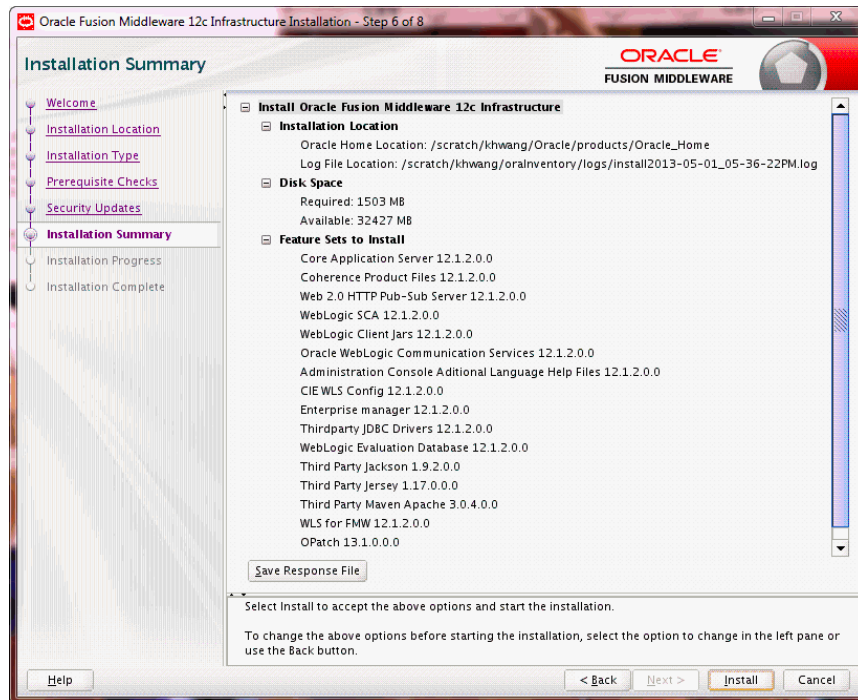 Oracle Fusion Middleware 12c Infrastructure Installation - Step 6 of 8
Installation Summary
ORACLE
FUSION MIDDLEWARE
Welcome
Installation Location
Installation Type
Prerequisite Checks
Security Updates
Installation Summary
Installation Progress
Installation Complete
Install Oracle Fusion Middleware 12c Infrastructure
Installation Location
Oracle Home Location: /scratch/khwang/Oracle/products/Oracle_Home
Log File Location: /scratch/khwang/oraInventory/logs/install2013-05-01_05-36-22PM.log
Disk Space
Required: 1503 MB
Available: 32427 MB
Feature Sets to Install
Core Application Server 12.1.2.0.0
Coherence Product Files 12.1.2.0.0
Web 2.0 HTTP Pub-Sub Server 12.1.2.0.0
WebLogic SCA 12.1.2.0.0
WebLogic Client Jars 12.1.2.0.0
Oracle WebLogic Communication Services 12.1.2.0.0
Administration Console Aditional Language Help Files 12.1.2.0.0
CIE WLS Config 12.1.2.0.0
Enterprise manager 12.1.2.0.0
Thirdparty JDBC Drivers 12.1.2.0.0
WebLogic Evaluation Database 12.1.2.0.0
Third Party Jackson 1.9.2.0.0
Third Party Jersey 1.17.0.0.0
Third Party Maven Apache 3.0.4.0.0
WLS for FMW 12.1.2.0.0
OPatch 13.1.0.0.0
Save Response File
Select Install to accept the above options and start the installation.
To change the above options before starting the installation, select the option to change in the left pane or
use the Back button.
Help
< Back
Next >
Install
Cancel